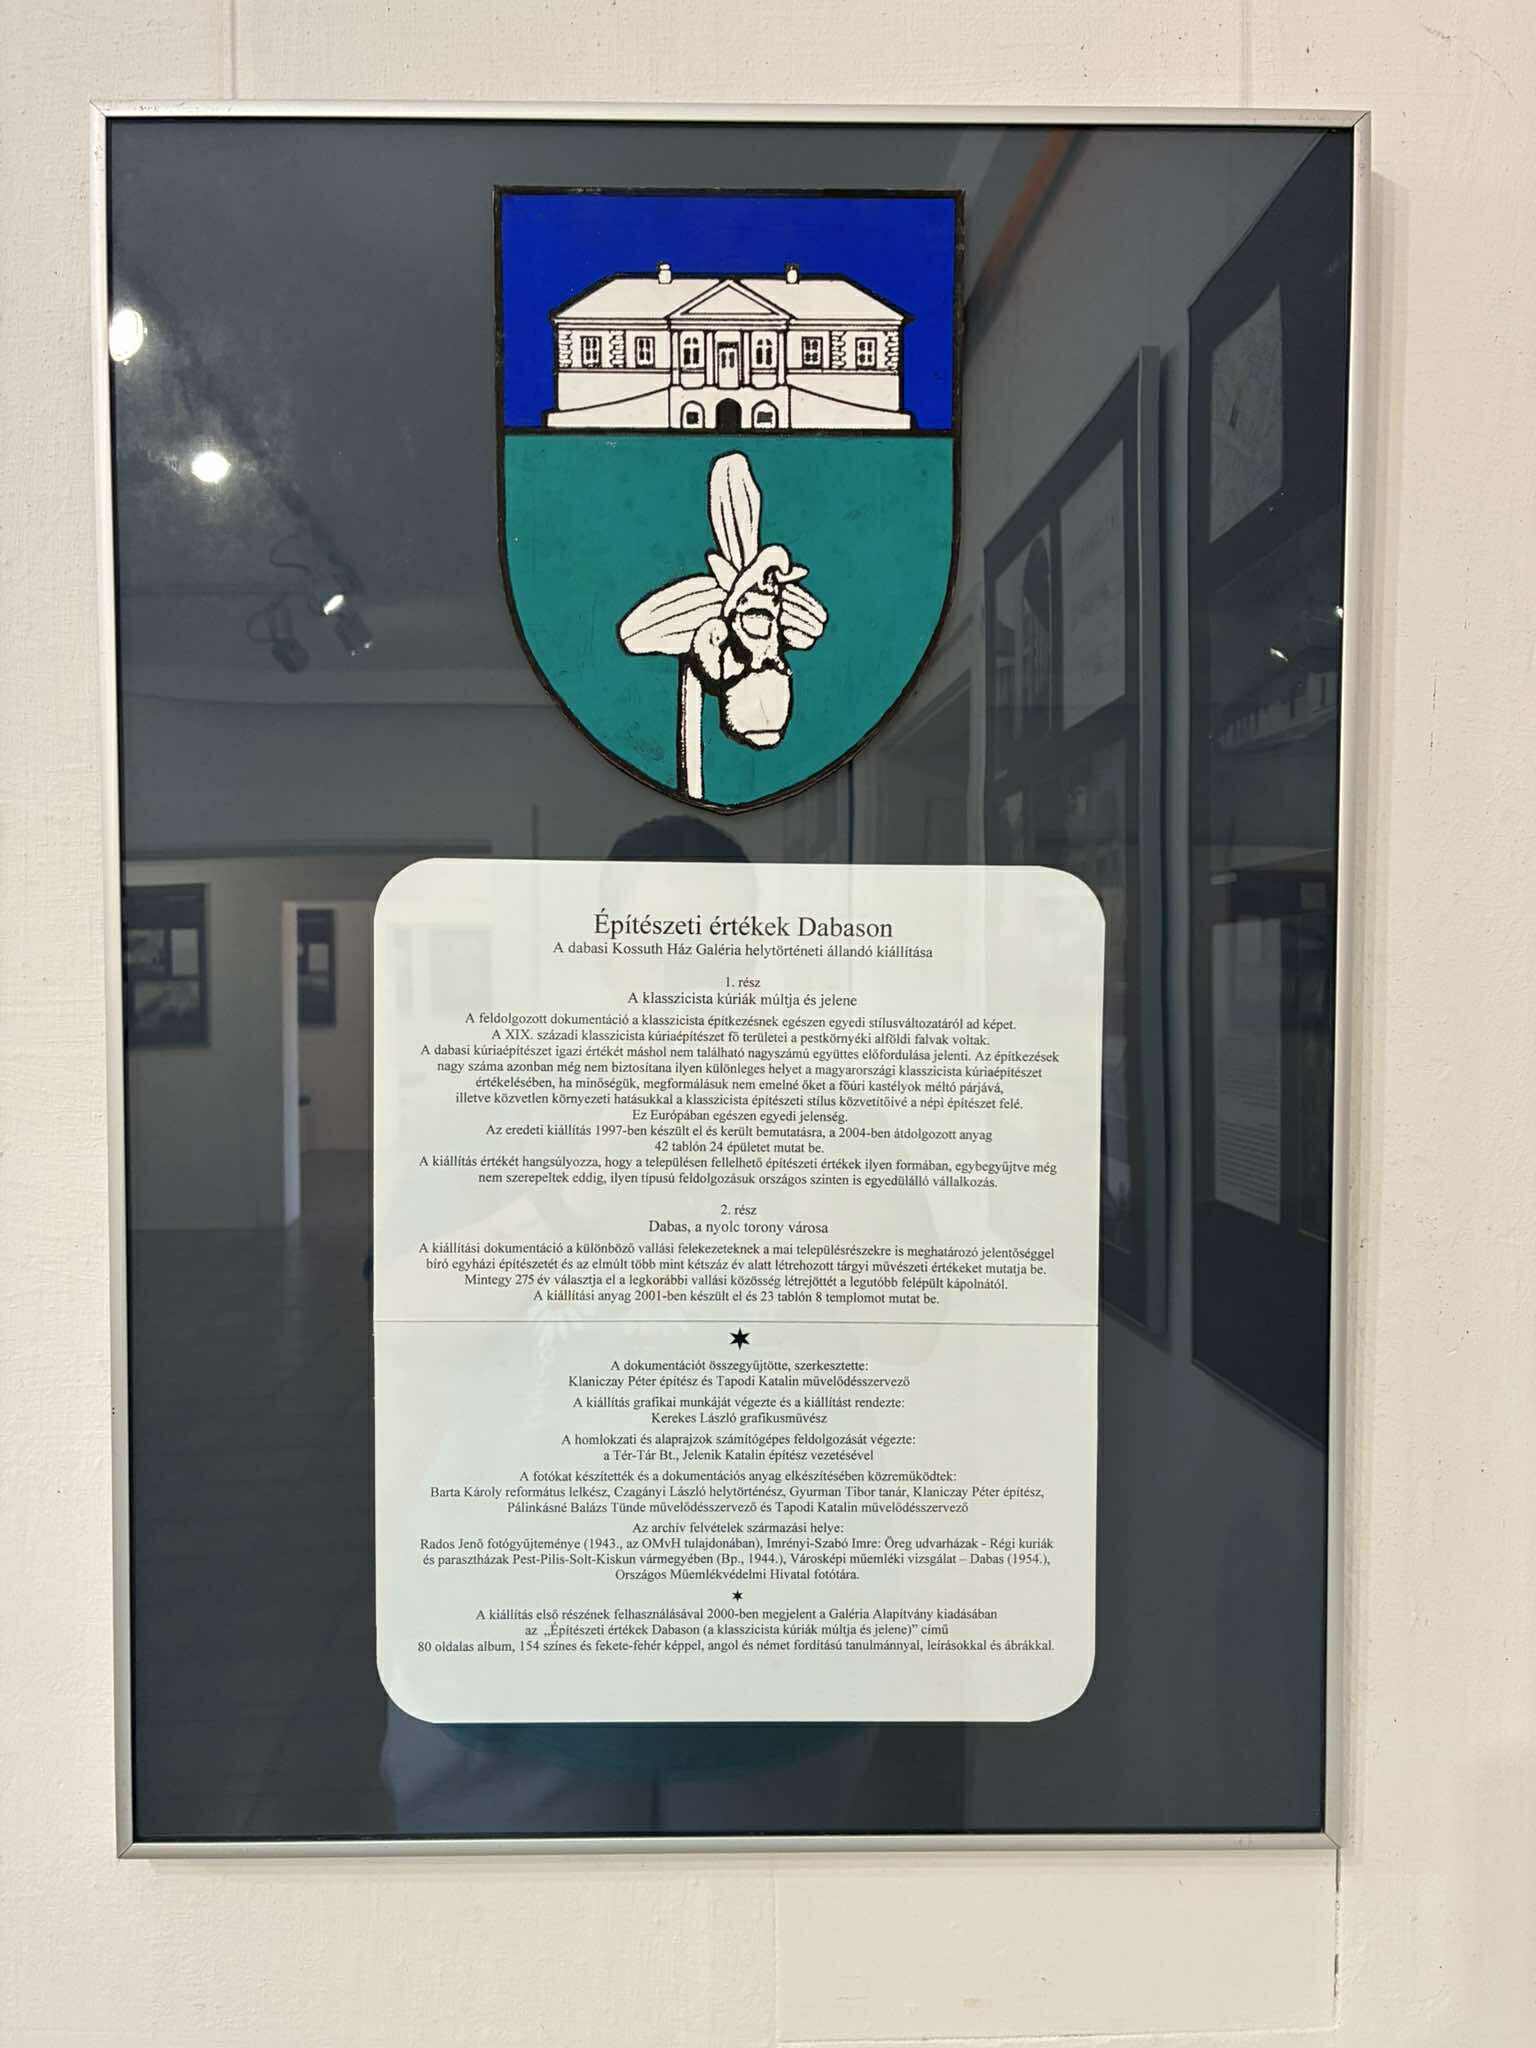 Építészeti értékek Dabason
A dabasi Kossuth Ház Galéria helytörténeti állandó kiállítása
1. rész
A klasszicista kúriák múltja és jelene
A feldolgozott dokumentáció a klasszicista építkezésnek egészen egyedi stílusváltozatáról ad képet.
A XIX. századi klasszicista kúriaépítészet fő területei a pestkörnyéki alföldi falvak voltak.
A dabasi kúriaépítészet igazi értékét máshol nem található nagyszámú együttes előfordulása jelenti. Az építkezések
nagy száma azonban még nem biztosítana ilyen különleges helyet a magyarországi klasszicista kúriaépítészet
értékelésében, ha minőségük, megformálásuk nem emelné őket a főúri kastélyok méltó párjává,
illetve közvetlen környezeti hatásukkal a klasszicista építészeti stílus közvetítőivé a népi építészet felé.
Ez Európában egészen egyedi jelenség.
Az eredeti kiállítás 1997-ben készült el és került bemutatásra, a 2004-ben átdolgozott anyag
42 tablón 24 épületet mutat be.
A kiállítás értékét hangsúlyozza, hogy a településen fellelhető építészeti értékek ilyen formában, egybegyűjtve még
nem szerepeltek eddig, ilyen típusú feldolgozásuk országos szinten is egyedülálló vállalkozás.
2. rész
Dabas, a nyolc torony városa
A kiállítási dokumentáció a különböző vallási felekezeteknek a mai településrészekre is meghatározó jelentőséggel
bíró egyházi építészetét és az elmúlt több mint kétszáz év alatt létrehozott tárgyi művészeti értékeket mutatja be.
Mintegy 275 év választja el a legkorábbi vallási közösség létrejöttét a legutóbb felépült kápolnától.
A kiállítási anyag 2001-ben készült el és 23 tablón 8 templomot mutat be.
A dokumentációt összegyűjtötte, szerkesztette:
Klaniczay Péter építész és Tapodi Katalin művelődésszervező
A kiállítás grafikai munkáját végezte és a kiállítást rendezte:
Kerekes László grafikusművész
A homlokzati és alaprajzok számítógépes feldolgozását végezte:
a Tér-Tár Bt., Jelenik Katalin építész vezetésével
A fotókat készítették és a dokumentációs anyag elkészítésében közreműködtek:
Barta Károly református lelkész, Czagányi László helytörténész, Gyurman Tibor tanár, Klaniczay Péter építész,
Pálinkásné Balázs Tünde művelődésszervező és Tapodi Katalin művelődésszervező
Az archív felvételek származási helye:
Rados Jenő fotógyűjteménye (1943., az OMvH tulajdonában), Imrényi-Szabó Imre: Öreg udvarházak - Régi kuriák
és parasztházak Pest-Pilis-Solt-Kiskun vármegyében (Bp., 1944.), Városképi műemléki vizsgálat – Dabas (1954.),
Országos Műemlékvédelmi Hivatal fotótára.
A kiállítás első részének felhasználásával 2000-ben megjelent a Galéria Alapítvány kiadásában
az „Építészeti értékek Dabason (a klasszicista kúriák múltja és jelene)” című
80 oldalas album, 154 színes és fekete-fehér képpel, angol és német fordítású tanulmánnyal, leírásokkal és ábrákkal.